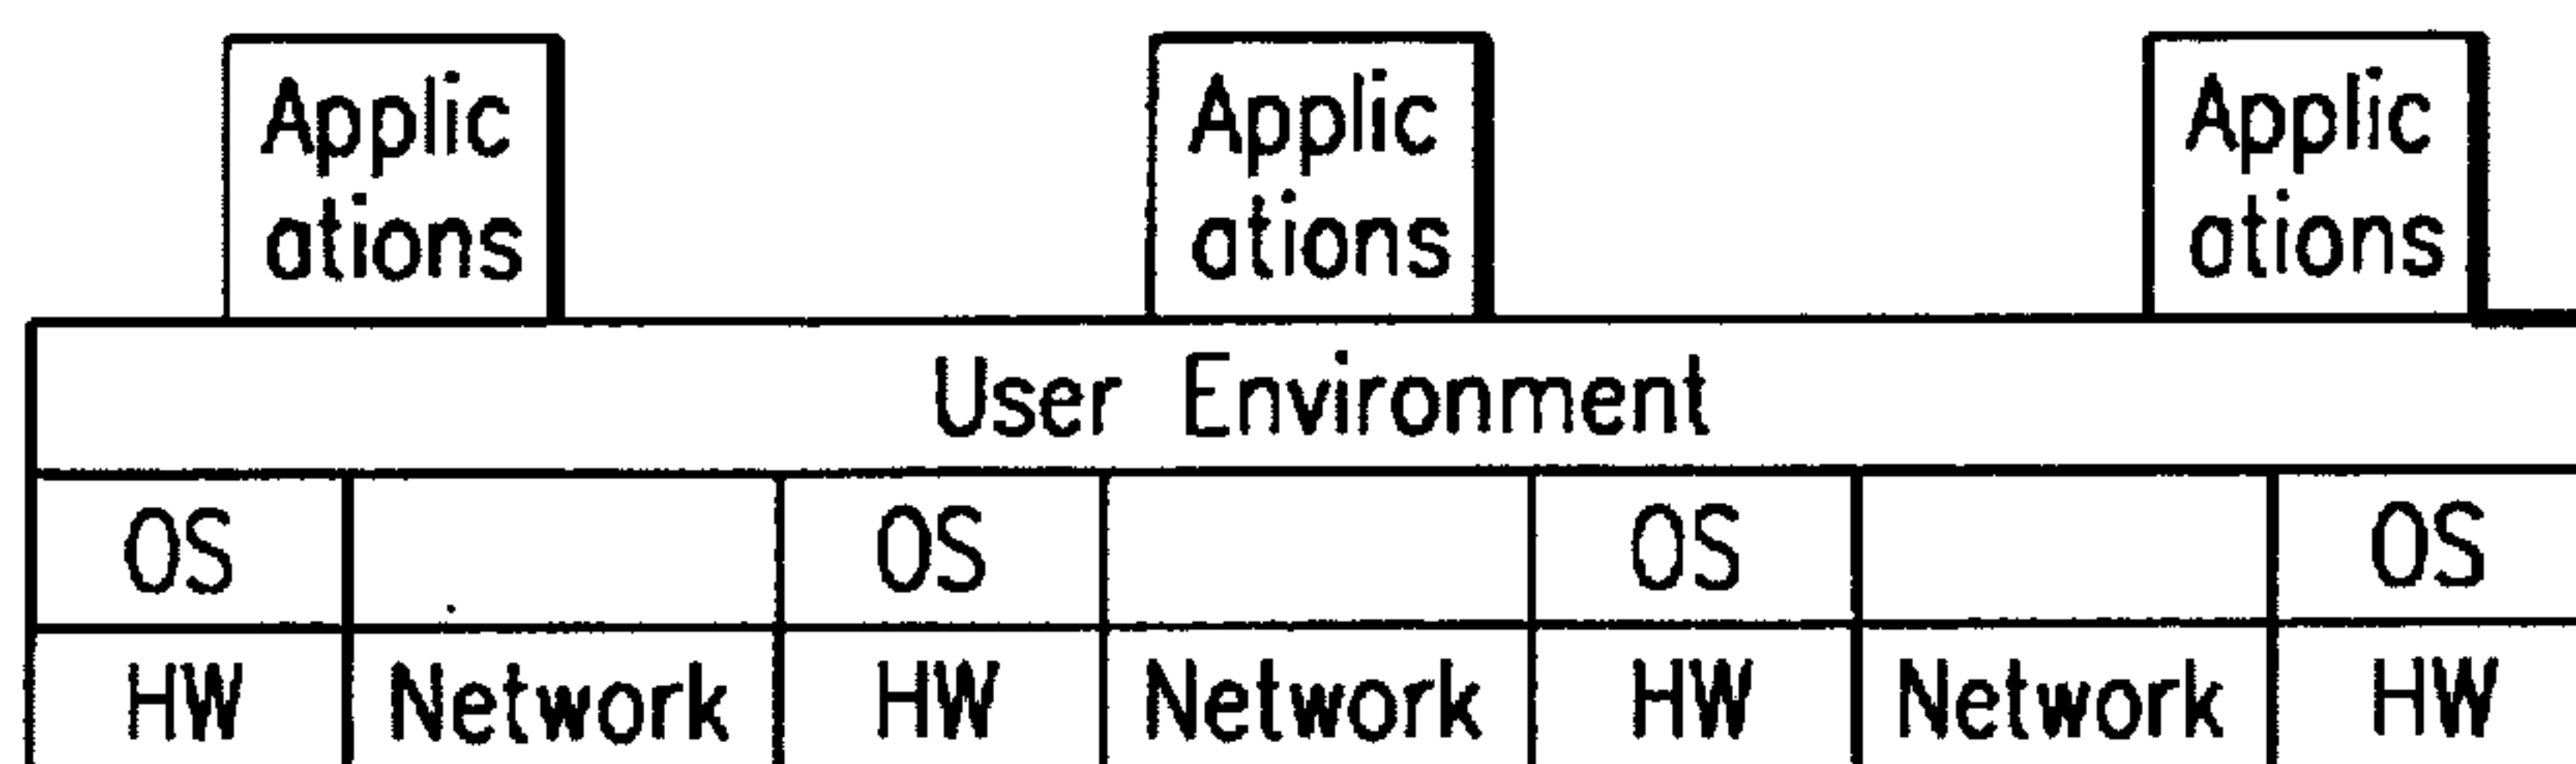 Applic Applic Applic
ations ations ations
User Environment
OS OS OS OS
HW Network HW Network HW Network HW